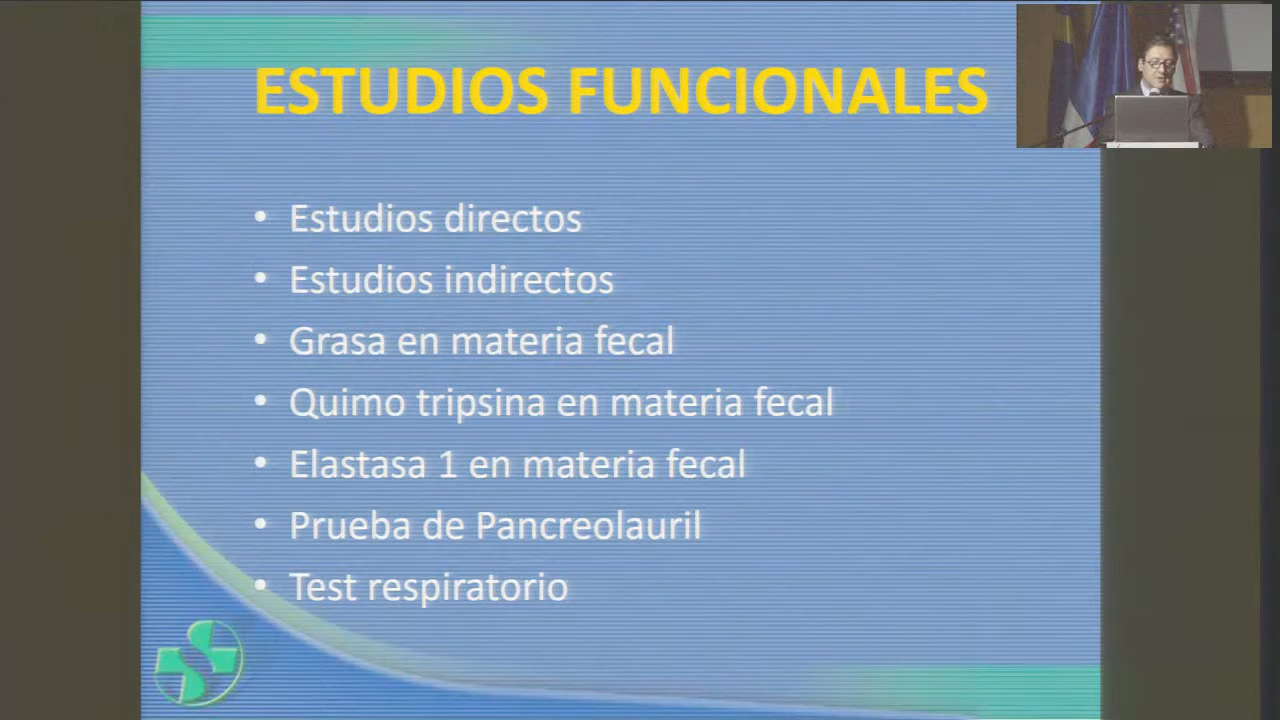 ESTUDIOS FUNCIONALES
• Estudios directos
• Estudios indirectos
• Grasa en materia fecal
• Quimo tripsina en materia fecal
• Elastasa 1 en materia fecal
• Prueba de Pancreolauril
• Test respiratorio